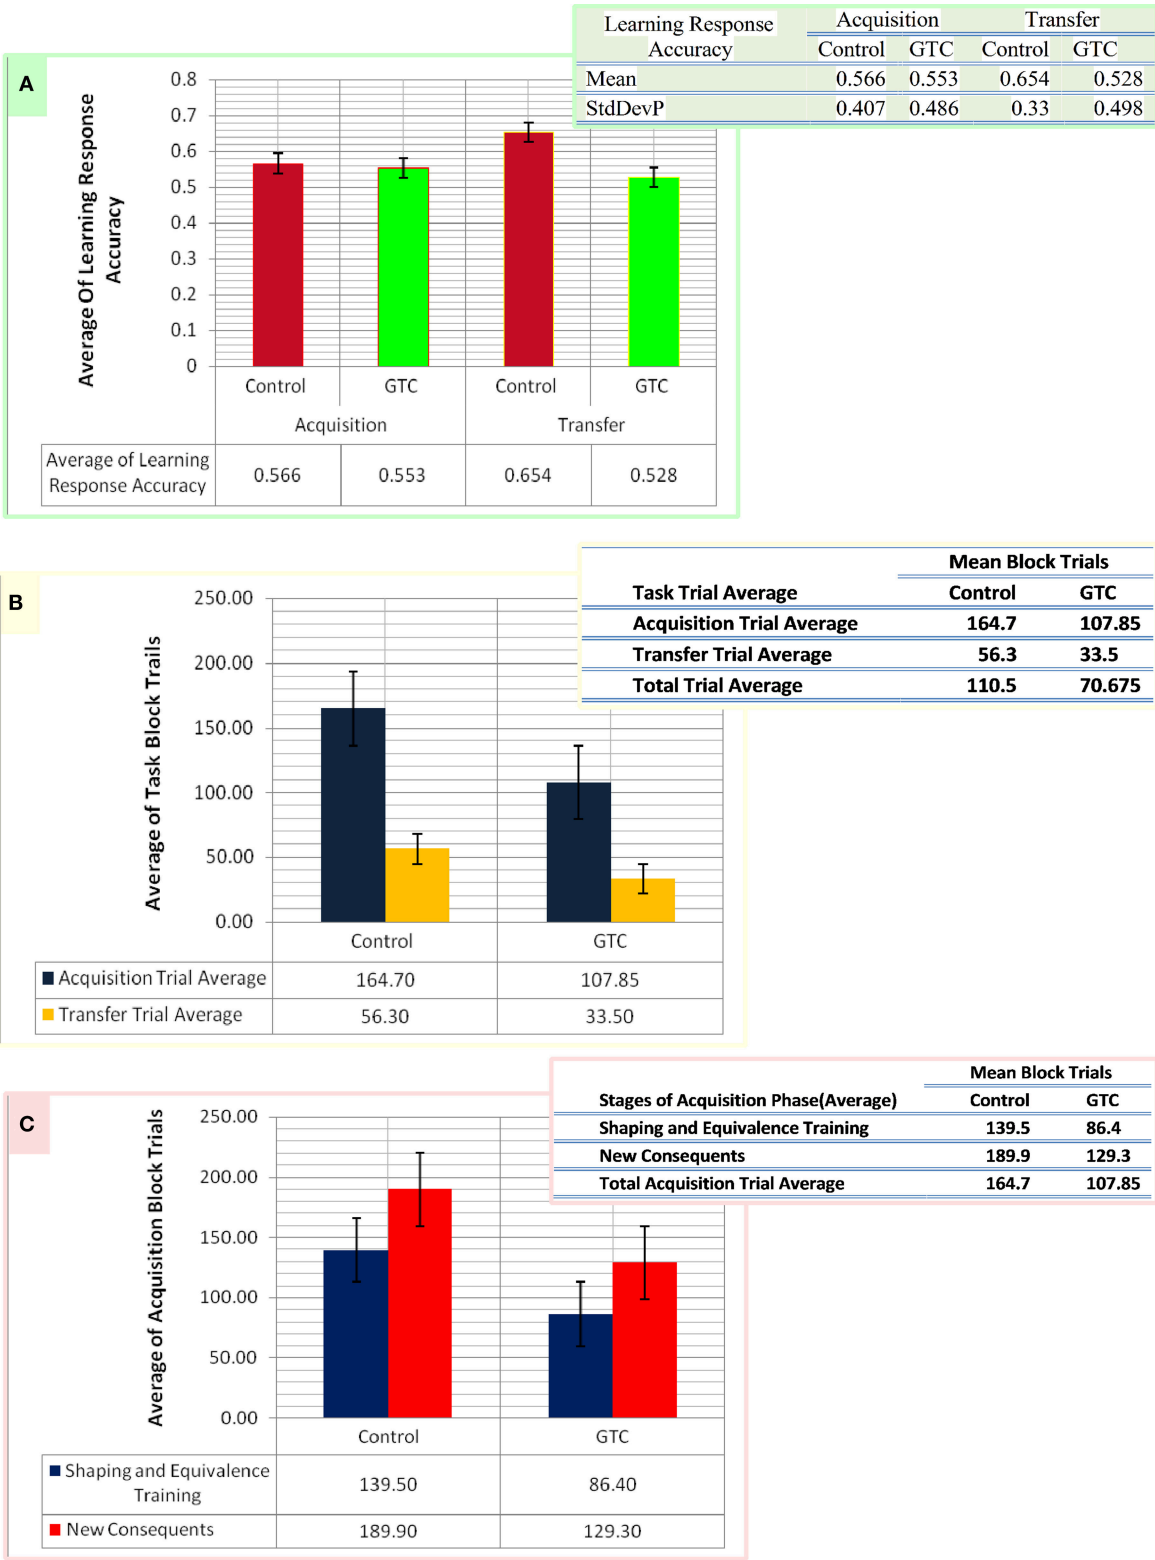 Learning Response Accuracy Acquisition Transfer
Control GTC Control GTC
Mean 0.566 0.553 0.654 0.528
StdDevP 0.407 0.486 0.33 0.498
A
Average Of Learning Response
Accuracy
0.8
0.7
0.6
0.5
0.4
0.3
0.2
0.1
0
Control GTC Control GTC
Acquisition Transfer
Average of Learning
Response Accuracy 0.566 0.553 0.654 0.528
Mean Block Trials
Task Trial Average Control GTC
Acquisition Trial Average 164.7 107.85
Transfer Trial Average 56.3 33.5
Total Trial Average 110.5 70.675
B
Average of Task Block Trails
250.00
200.00
150.00
100.00
50.00
0.00
Control GTC
Acquisition Trial Average 164.70 107.85
Transfer Trial Average 56.30 33.50
Mean Block Trials
Stages of Acquisition Phase(Average) Control GTC
Shaping and Equivalence Training 139.5 86.4
New Consequents 189.9 129.3
Total Acquisition Trial Average 164.7 107.85
C
Average of Acquisition Block Trials
250.00
200.00
150.00
100.00
50.00
0.00
Control GTC
Shaping and Equivalence
Training 139.50 86.40
New Consequents 189.90 129.30